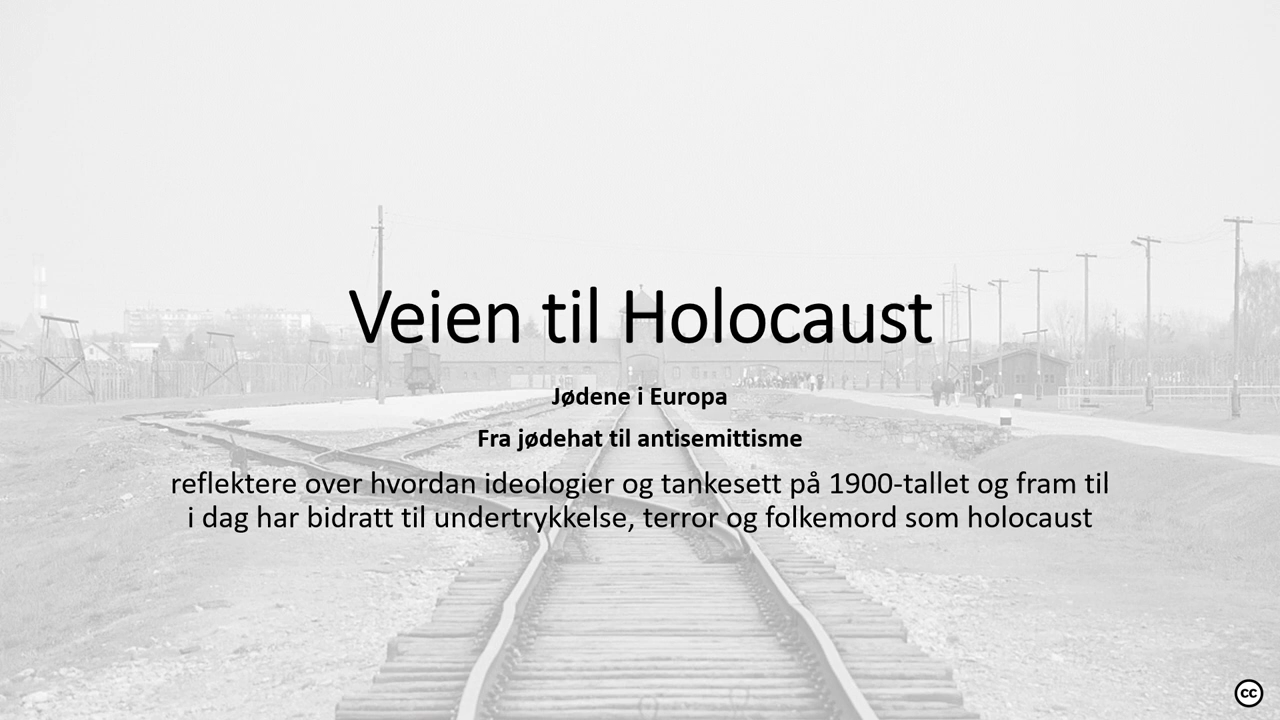 Veien til Holocaust
Jødene i Europa
Fra jødehat til antisemittisme
reflektere over hvordan ideologier og tankesett på 1900-tallet og fram til
i dag har bidratt til undertrykkelse, terror og folkemord som holocaust
cc